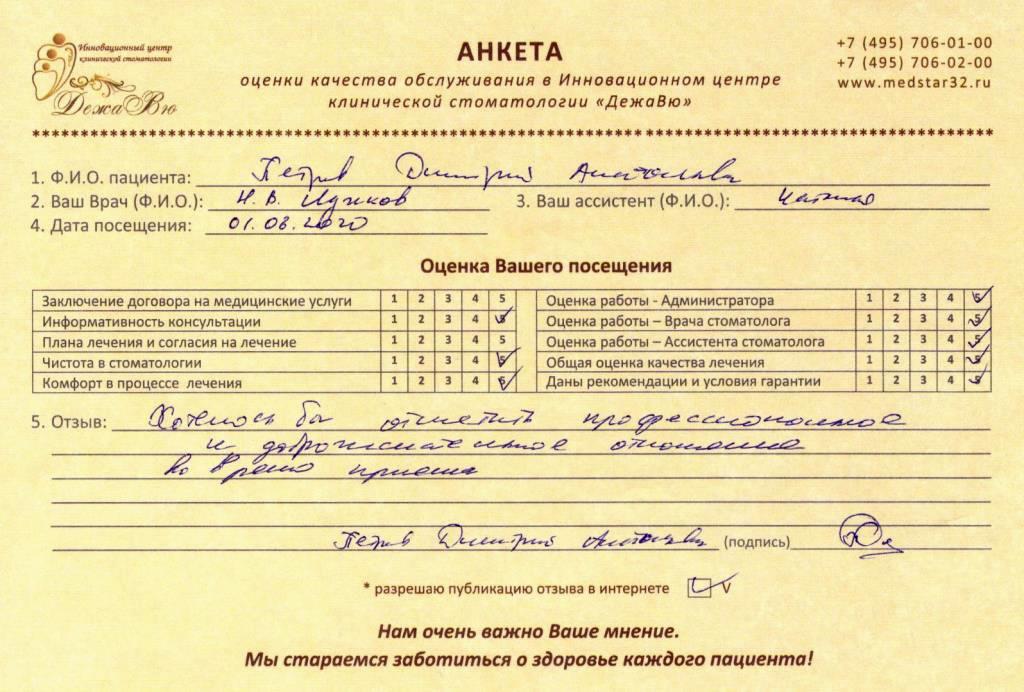 Инновационный центр
клинической стоматологии
ДежаВю
АНКЕТА
оценки качества обслуживания в Инновационном центре
клинической стоматологии «ДежаВю»
+7 (495) 706-01-00
+7 (495) 706-02-00
www.medstar32.ru
1. Ф.И.О. пациента: Петров Дмитрий
2. Ваш Врач (Ф.И.О.): Н.В. 3. Ваш ассистент (Ф.И.О.):
4. Дата посещения: 01.08.2020
Оценка Вашего посещения
Заключение договора на медицинские услуги 1 2 3 4 5
Информативность консультации 1 2 3 4 5
Плана лечения и согласия на лечение 1 2 3 4 5
Чистота в стоматологии 1 2 3 4 5
Комфорт в процессе лечения 1 2 3 4 5
Оценка работы - Администратора 1 2 3 4 5
Оценка работы – Врача стоматолога 1 2 3 4 5
Оценка работы – Ассистента стоматолога 1 2 3 4 5
Общая оценка качества лечения 1 2 3 4 5
Даны рекомендации и условия гарантии 1 2 3 4 5
5. Отзыв: Хотелось бы отметить профессиональное
и доброжелательное отношение
во время приема
Петров Дмитрий (подпись)
* разрешаю публикацию отзыва в интернете V
Нам очень важно Ваше мнение.
Мы стараемся заботиться о здоровье каждого пациента!